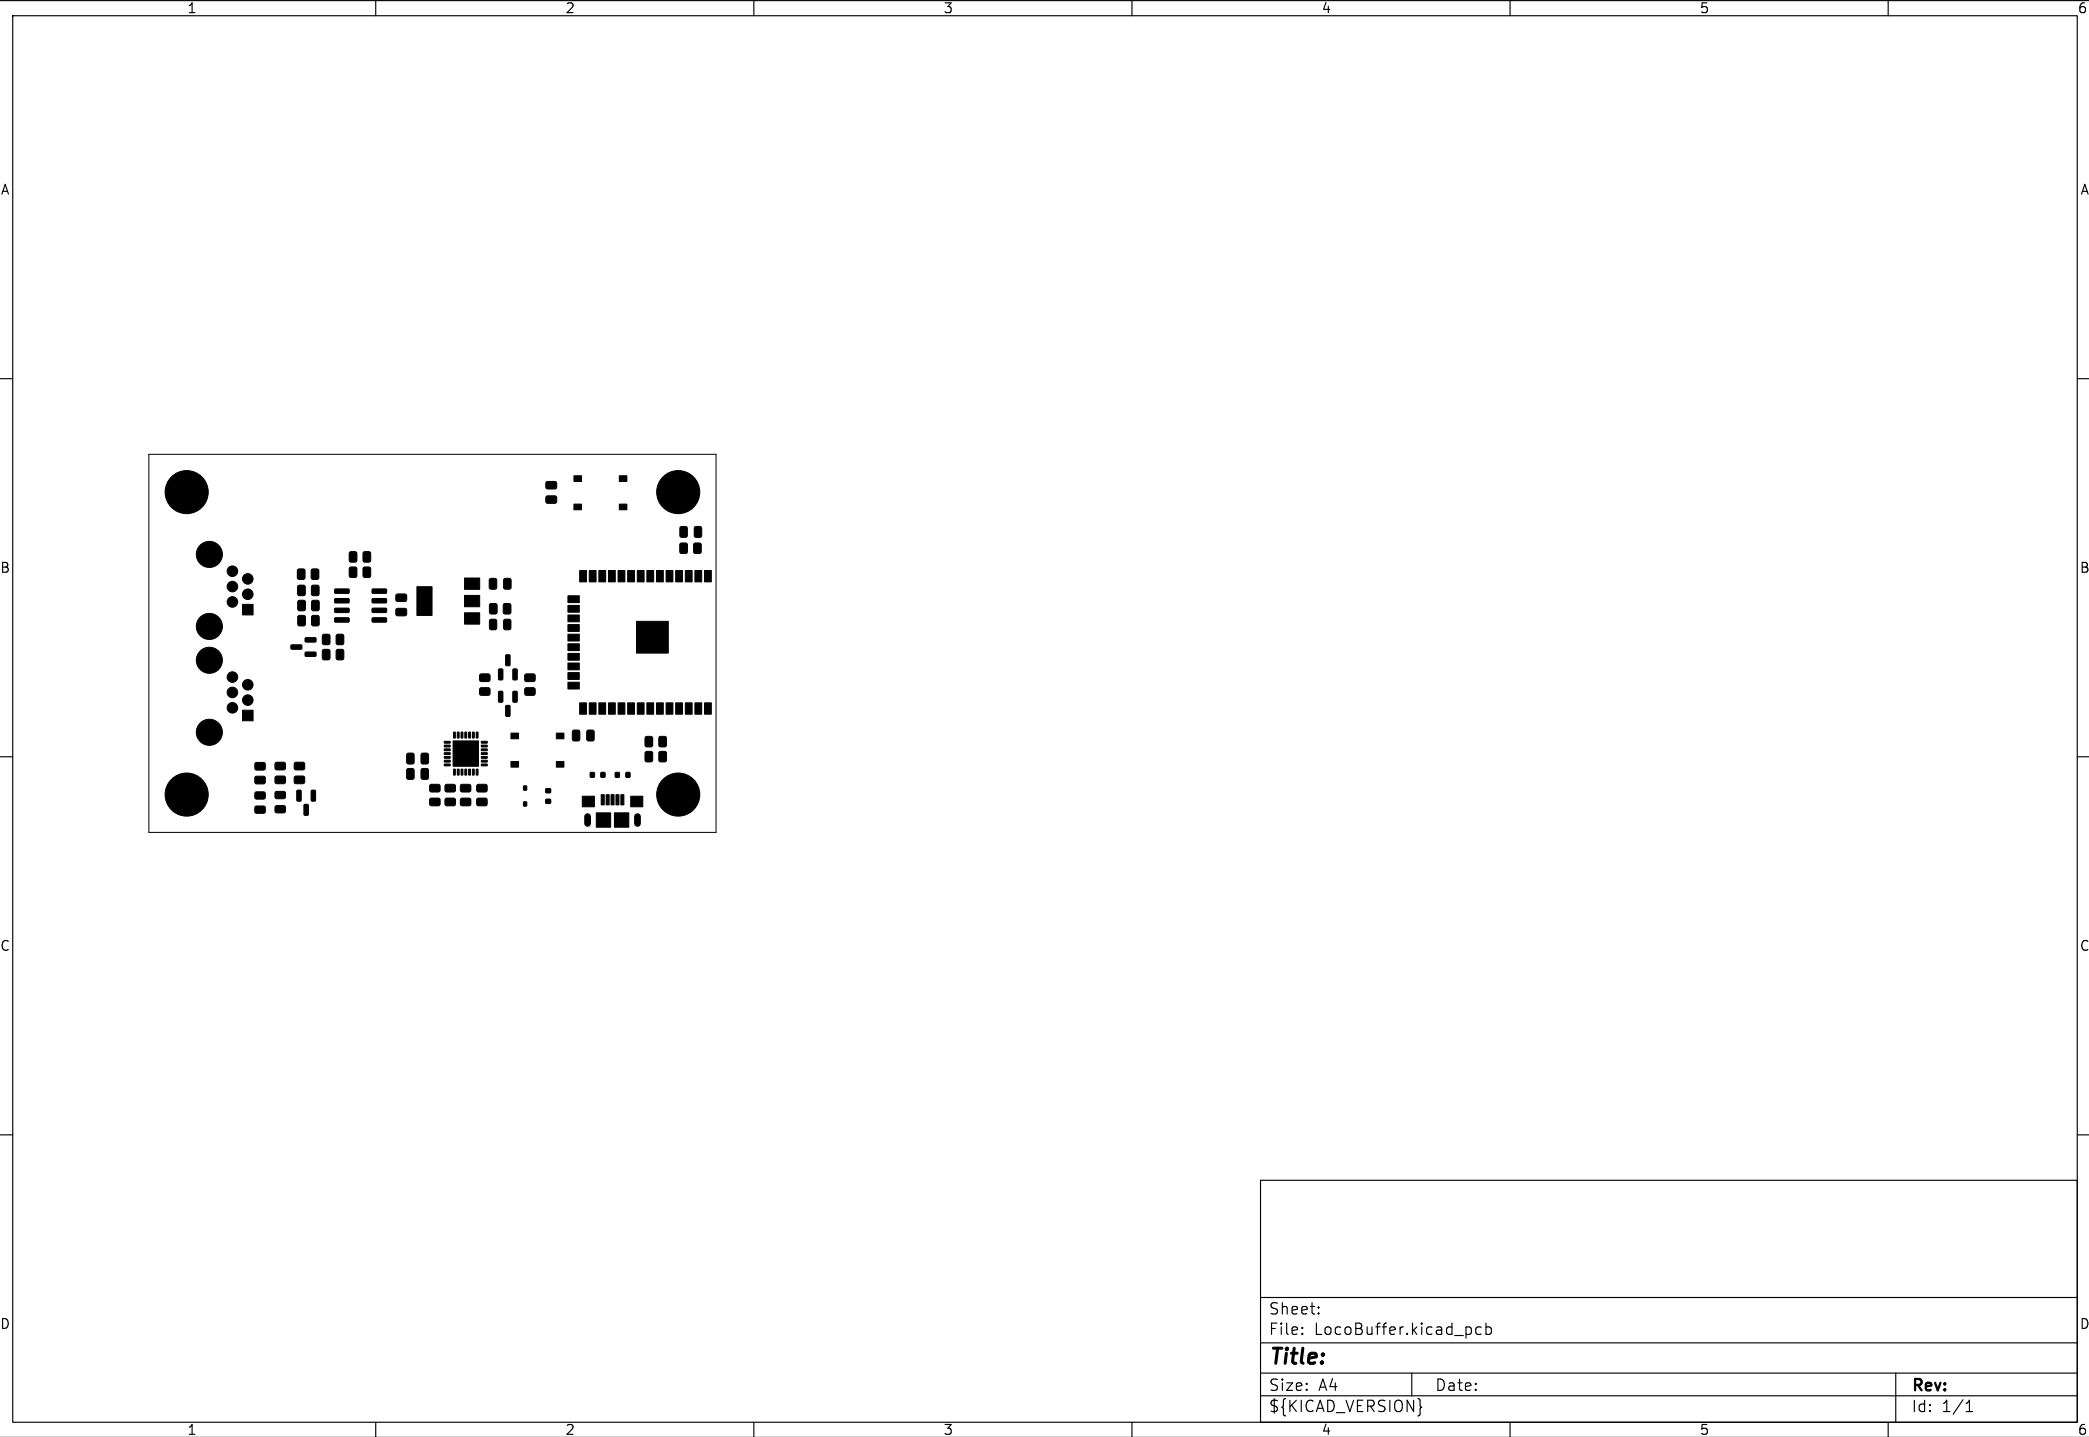 1 2 3 4 5 6
A A
B B
C C
D D
Sheet:
File: LocoBuffer.kicad_pcb
Title:
Size: A4 Date: Rev:
${KICAD_VERSION} Id: 1/1
1 2 3 4 5 6